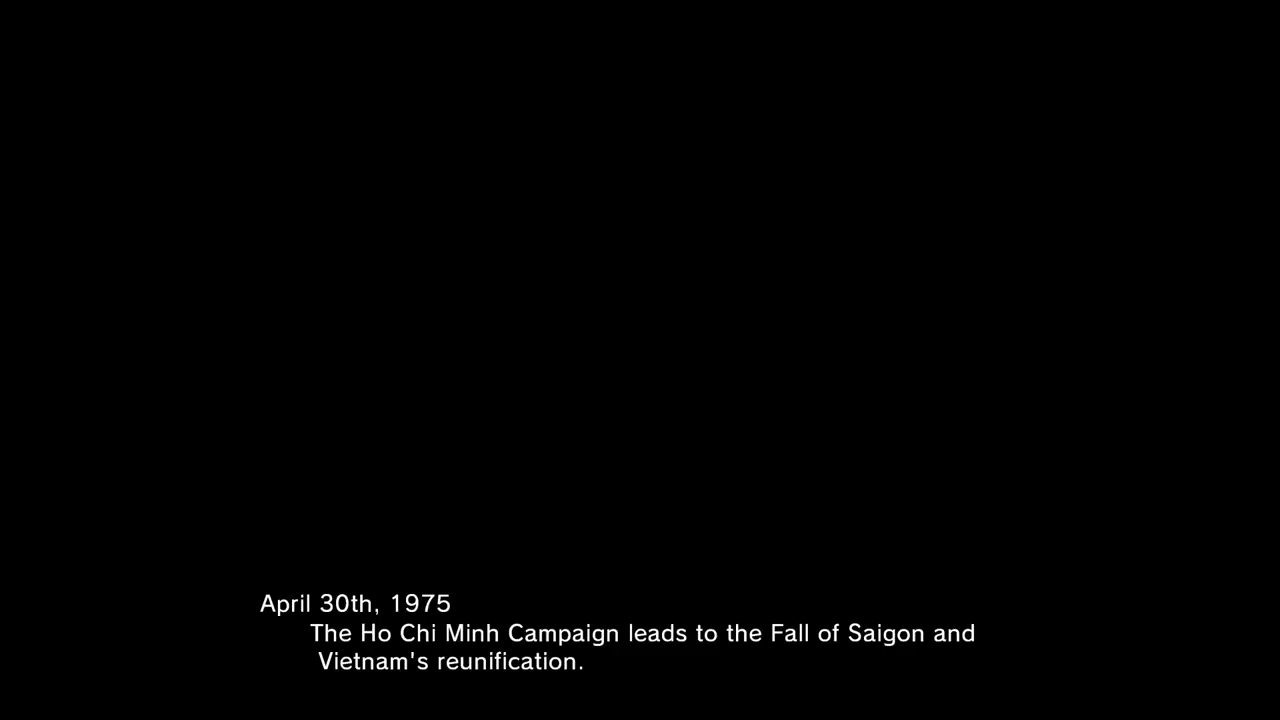 April 30th, 1975
The Ho Chi Minh Campaign leads to the Fall of Saigon and
Vietnam's reunification.